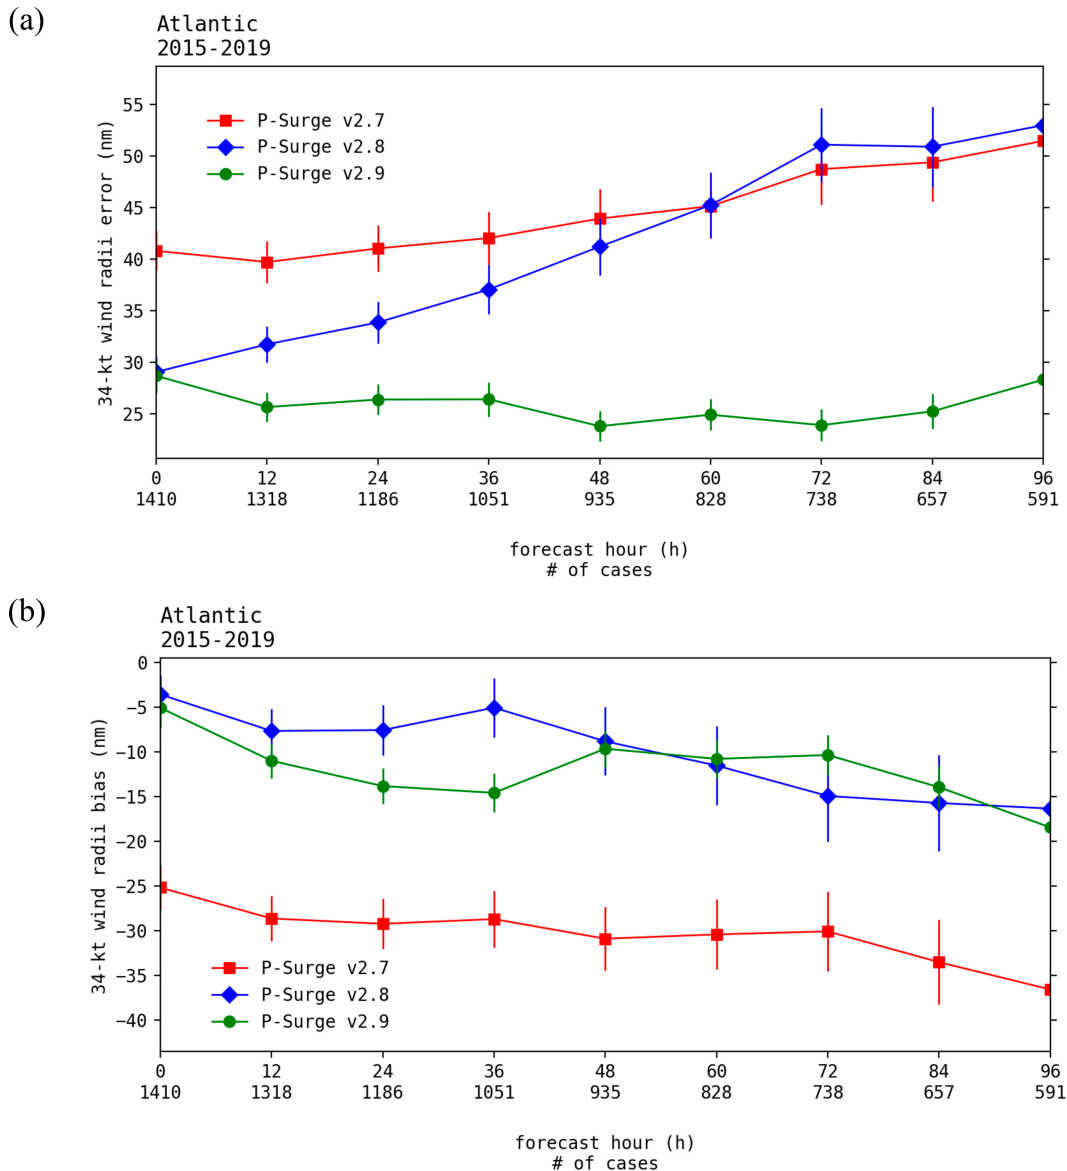 (a)
Atlantic
2015-2019
34-kt wind radii error (nm)
55
50
45
40
35
30
25
P-Surge v2.7
P-Surge v2.8
P-Surge v2.9
0 12 24 36 48 60 72 84 96
1410 1318 1186 1051 935 828 738 657 591
forecast hour (h)
# of cases
(b)
Atlantic
2015-2019
34-kt wind radii bias (nm)
0
−5
−10
−15
−20
−25
−30
−35
−40
P-Surge v2.7
P-Surge v2.8
P-Surge v2.9
0 12 24 36 48 60 72 84 96
1410 1318 1186 1051 935 828 738 657 591
forecast hour (h)
# of cases